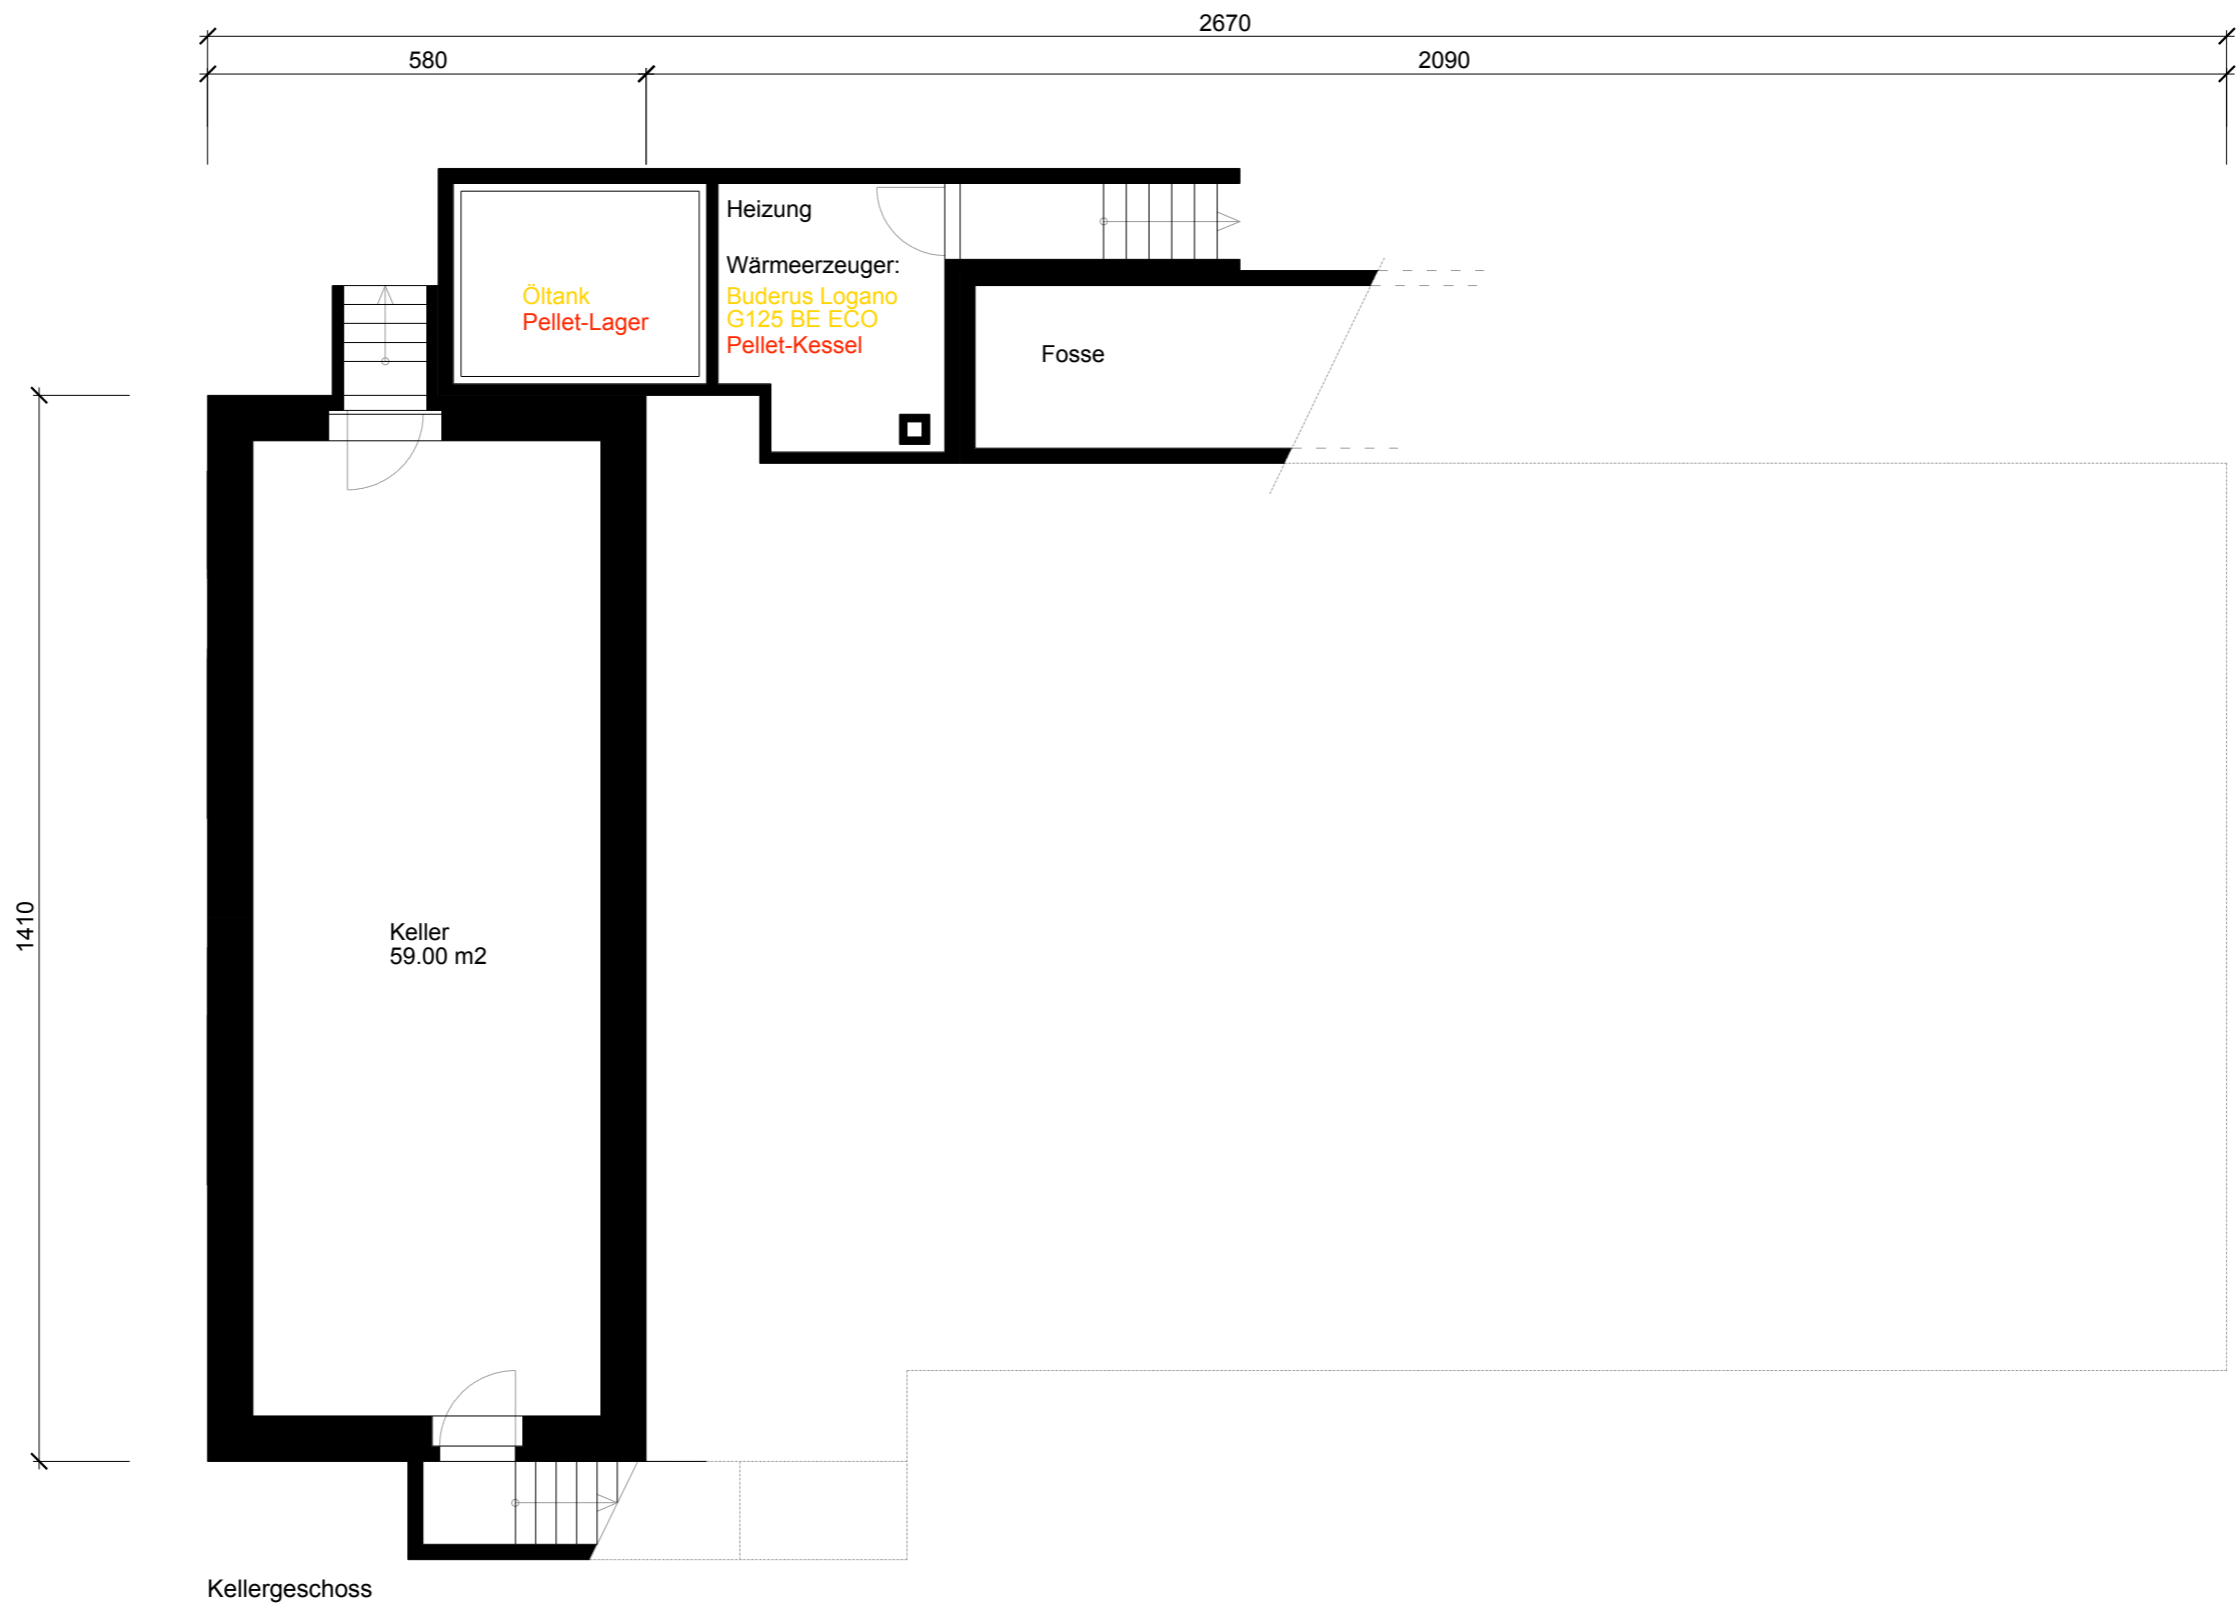 2670
580
2090
Heizung
Wärmeerzeuger:
Öltank
Pellet-Lager
Buderus Logano
G125 BE ECO
Pellet-Kessel
Fosse
1410
Keller
59.00 m2
Kellergeschoss